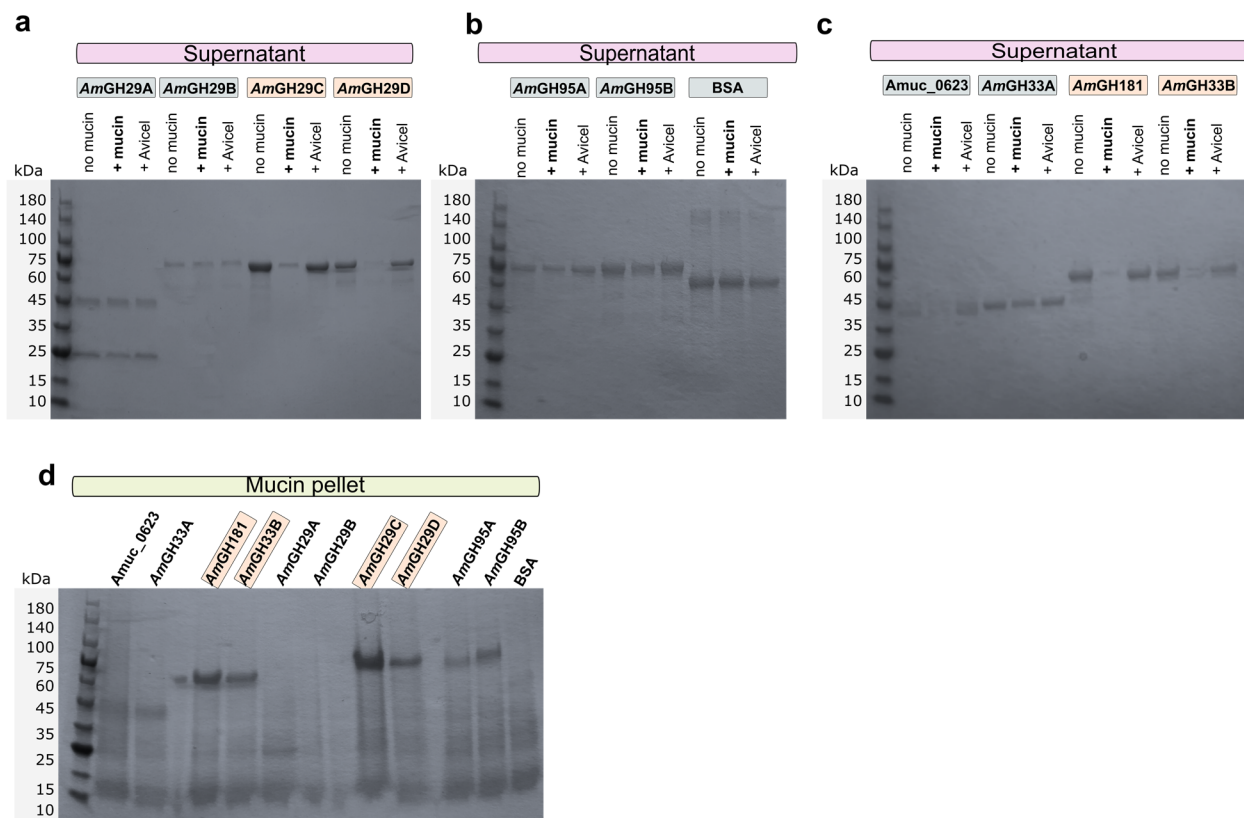 a
Supernatant
AmGH29A AmGH29B AmGH29C AmGH29D
no mucin + mucin + Avicel no mucin + mucin + Avicel no mucin + mucin + Avicel no mucin + mucin + Avicel
kDa
180
140
100
75
60
45
35
25
15
10
b
Supernatant
AmGH95A AmGH95B BSA
no mucin + mucin + Avicel no mucin + mucin + Avicel no mucin + mucin + Avicel
kDa
180
140
100
75
60
45
35
25
15
10
c
Supernatant
Amuc_0623 AmGH33A AmGH181 AmGH33B
no mucin + mucin + Avicel no mucin + mucin + Avicel no mucin + mucin + Avicel no mucin + mucin + Avicel
kDa
180
140
100
75
60
45
35
25
15
10
d
Mucin pellet
Amuc_0623 AmGH33A AmGH181 AmGH33B AmGH29A AmGH29B AmGH29C AmGH29D AmGH95A AmGH95B BSA
kDa
180
140
100
75
60
45
35
25
15
10